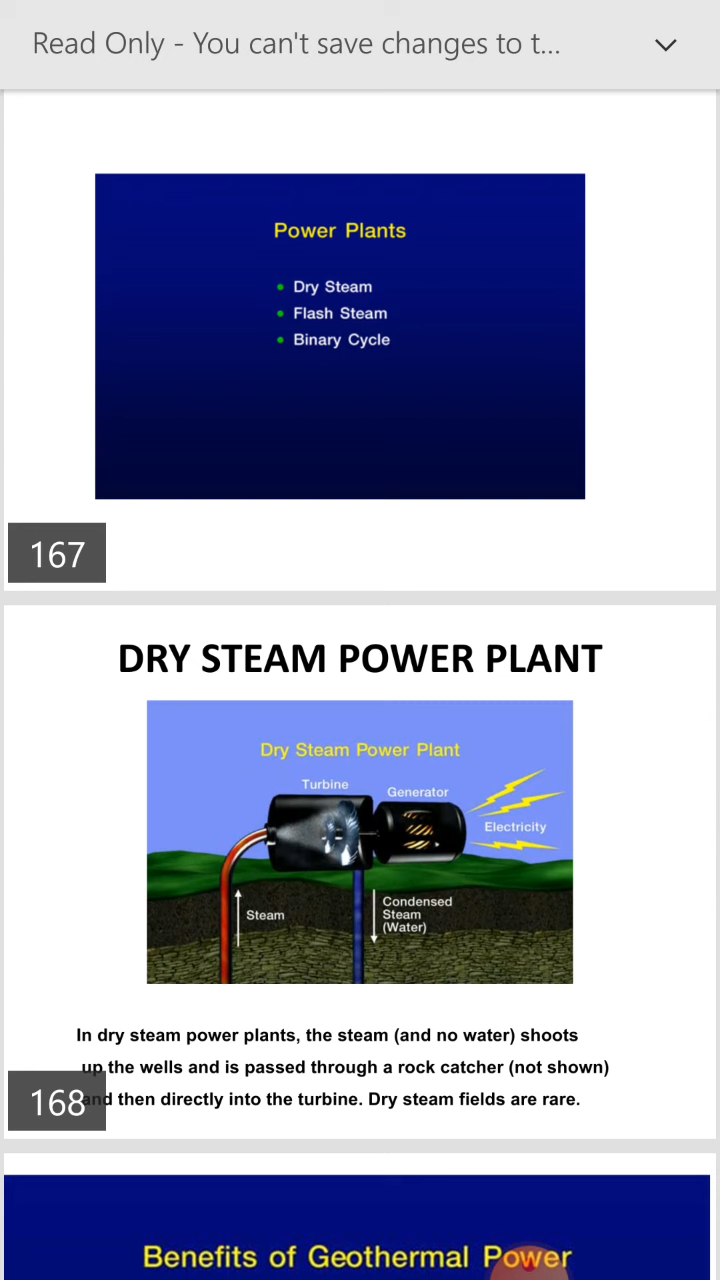 Read Only - You can't save changes to t...
Power Plants
• Dry Steam
• Flash Steam
• Binary Cycle
167
DRY STEAM POWER PLANT
Dry Steam Power Plant
Turbine
Generator
Electricity
Steam
Condensed
Steam
(Water)
In dry steam power plants, the steam (and no water) shoots
up the wells and is passed through a rock catcher (not shown)
and then directly into the turbine. Dry steam fields are rare.
168
Benefits of Geothermal Power